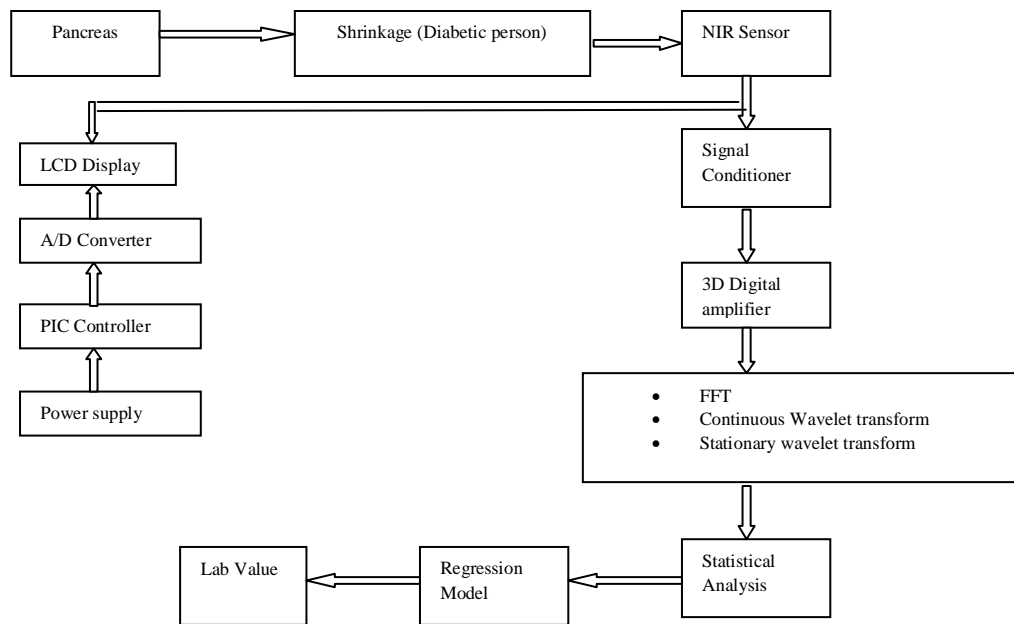 Pancreas
Shrinkage (Diabetic person)
NIR Sensor
LCD Display
Signal
Conditioner
A/D Converter
3D Digital
amplifier
PIC Controller
Power supply
• FFT
• Continuous Wavelet transform
• Stationary wavelet transform
Lab Value
Regression
Model
Statistical
Analysis